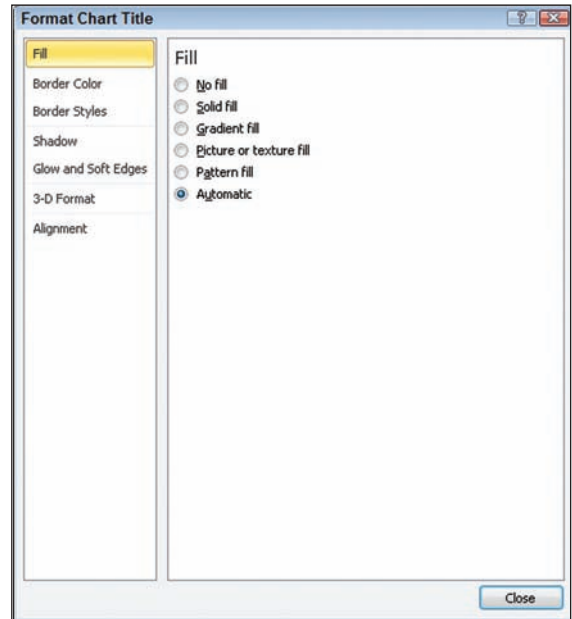 Format Chart Title
?
Fill
Border Color
Border Styles
Shadow
Glow and Soft Edges
3-D Format
Alignment
Fill
No fill
Solid fill
Gradient fill
Picture or texture fill
Pattern fill
Automatic
Close